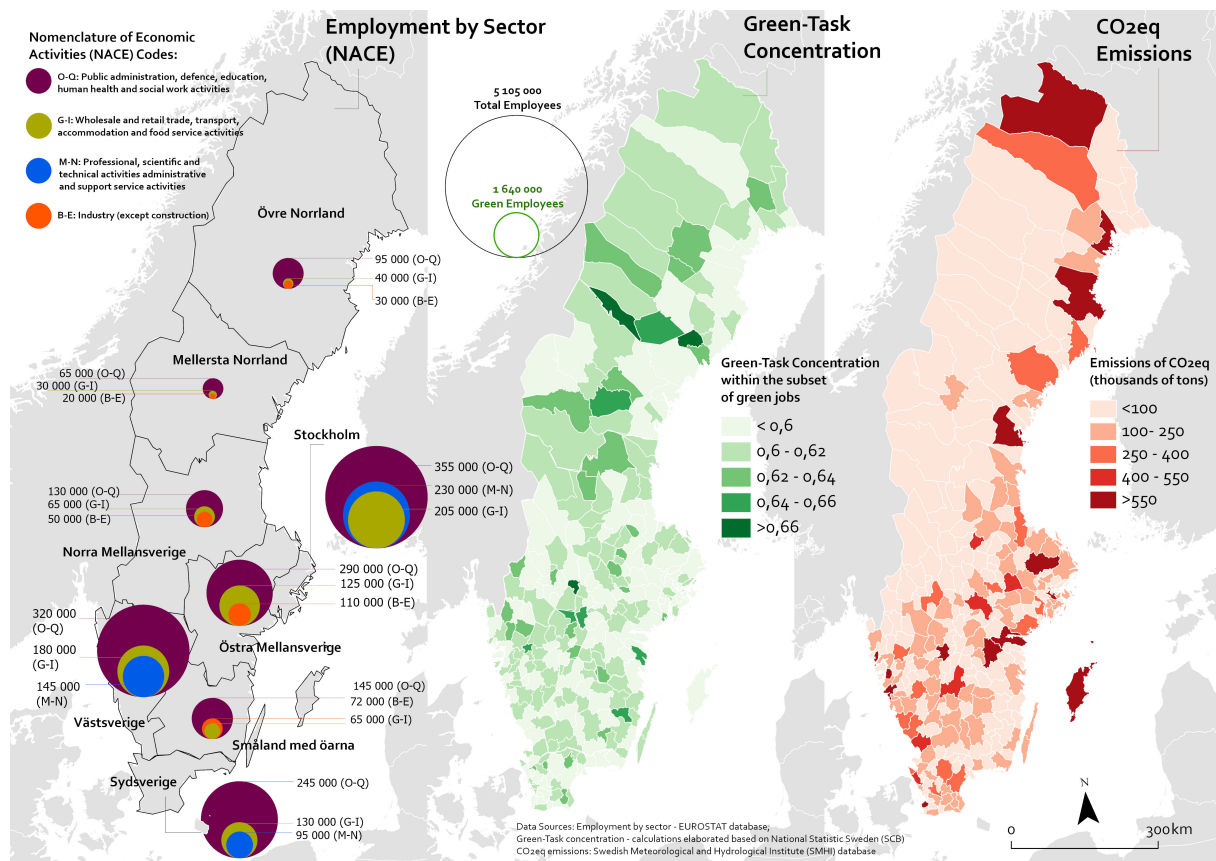 Employment by Sector
(NACE)
Green-Task
Concentration
CO2eq
Emissions
Nomenclature of Economic
Activities (NACE) Codes:
O-Q: Public administration, defence, education,
human health and social work activities
G-I: Wholesale and retail trade, transport,
accommodation and food service activities
M-N: Professional, scientific and
technical activities administrative
and support service activities
B-E: Industry (except construction)
5 105 000
Total Employees
1 640 000
Green Employees
Övre Norrland
95 000 (O-Q)
40 000 (G-I)
30 000 (B-E)
Mellersta Norrland
65 000 (O-Q)
30 000 (G-I)
20 000 (B-E)
Stockholm
355 000 (O-Q)
230 000 (M-N)
205 000 (G-I)
130 000 (O-Q)
65 000 (G-I)
50 000 (B-E)
Norra Mellansverige
290 000 (O-Q)
125 000 (G-I)
110 000 (B-E)
Östra Mellansverige
320 000
(O-Q)
180 000
(G-I)
145 000
(M-N)
Västsverige
145 000 (O-Q)
72 000 (B-E)
65 000 (G-I)
Småland med öarna
Sydsverige
245 000 (O-Q)
130 000 (G-I)
95 000 (M-N)
Green-Task Concentration
within the subset
of green jobs
< 0,6
0,6 - 0,62
0,62 - 0,64
0,64 - 0,66
>0,66
Emissions of CO2eq
(thousands of tons)
<100
100- 250
250 - 400
400 - 550
>550
N
0
300km
Data Sources: Employment by sector - EUROSTAT database;
Green-Task concentration - calculations elaborated based on National Statistic Sweden (SCB)
CO2eq emissions: Swedish Meteorological and Hydrological Institute (SMHI) database